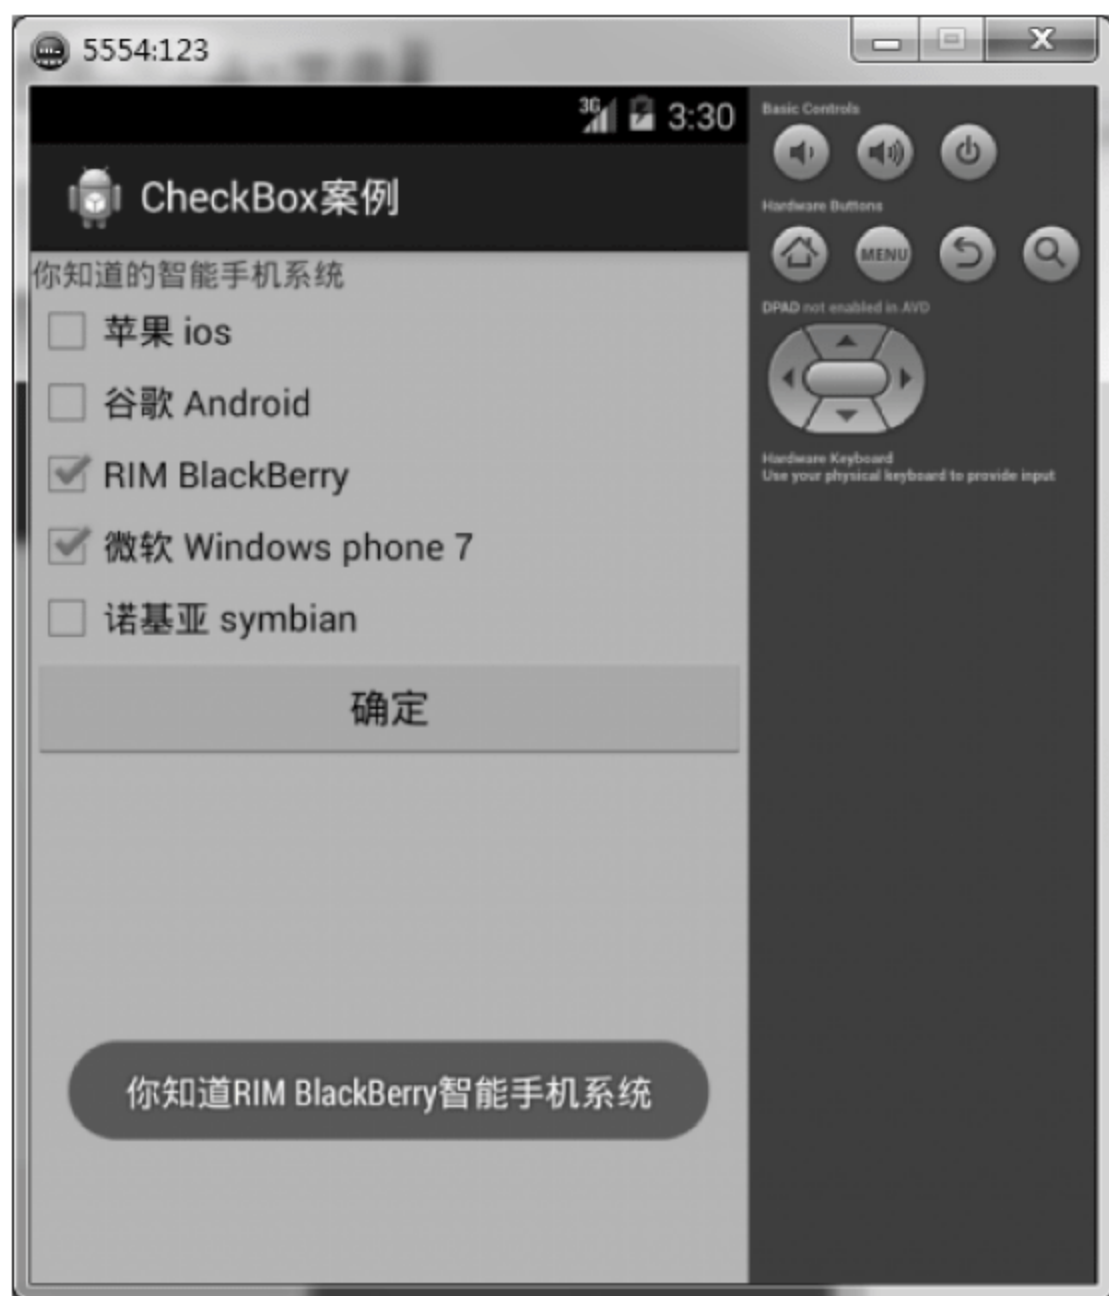 5554:123
3G 3:30
CheckBox案例
你知道的智能手机系统
苹果 ios
谷歌 Android
RIM BlackBerry
微软 Windows phone 7
诺基亚 symbian
确定
你知道RIM BlackBerry智能手机系统
Basic Controls
Hardware Buttons
MENU
DPAD not enabled in AVD
Hardware Keyboard
Use your physical keyboard to provide input